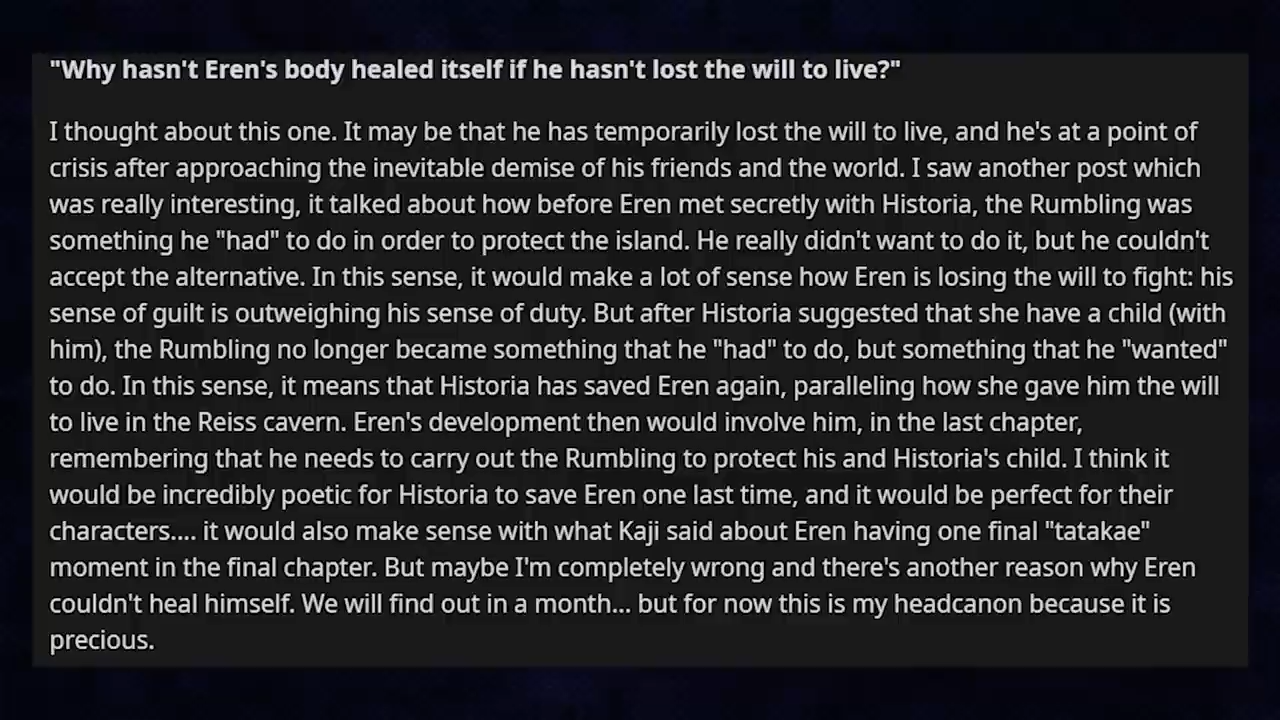 "Why hasn't Eren's body healed itself if he hasn't lost the will to live?"
I thought about this one. It may be that he has temporarily lost the will to live, and he's at a point of
crisis after approaching the inevitable demise of his friends and the world. I saw another post which
was really interesting, it talked about how before Eren met secretly with Historia, the Rumbling was
something he "had" to do in order to protect the island. He really didn't want to do it, but he couldn't
accept the alternative. In this sense, it would make a lot of sense how Eren is losing the will to fight: his
sense of guilt is outweighing his sense of duty. But after Historia suggested that she have a child (with
him), the Rumbling no longer became something that he "had" to do, but something that he "wanted"
to do. In this sense, it means that Historia has saved Eren again, paralleling how she gave him the will
to live in the Reiss cavern. Eren's development then would involve him, in the last chapter,
remembering that he needs to carry out the Rumbling to protect his and Historia's child. I think it
would be incredibly poetic for Historia to save Eren one last time, and it would be perfect for their
characters.... it would also make sense with what Kaji said about Eren having one final "tatakae"
moment in the final chapter. But maybe I'm completely wrong and there's another reason why Eren
couldn't heal himself. We will find out in a month... but for now this is my headcanon because it is
precious.